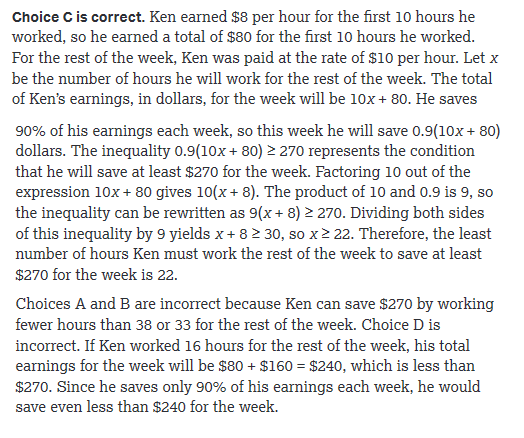 Choice C is correct. Ken earned $8 per hour for the first 10 hours he
worked, so he earned a total of $80 for the first 10 hours he worked.
For the rest of the week, Ken was paid at the rate of $10 per hour. Let x
be the number of hours he will work for the rest of the week. The total
of Ken’s earnings, in dollars, for the week will be 10x + 80. He saves
90% of his earnings each week, so this week he will save 0.9(10x + 80)
dollars. The inequality 0.9(10x + 80) ≥ 270 represents the condition
that he will save at least $270 for the week. Factoring 10 out of the
expression 10x + 80 gives 10(x + 8). The product of 10 and 0.9 is 9, so
the inequality can be rewritten as 9(x + 8) ≥ 270. Dividing both sides
of this inequality by 9 yields x + 8 ≥ 30, so x ≥ 22. Therefore, the least
number of hours Ken must work the rest of the week to save at least
$270 for the week is 22.
Choices A and B are incorrect because Ken can save $270 by working
fewer hours than 38 or 33 for the rest of the week. Choice D is
incorrect. If Ken worked 16 hours for the rest of the week, his total
earnings for the week will be $80 + $160 = $240, which is less than
$270. Since he saves only 90% of his earnings each week, he would
save even less than $240 for the week.